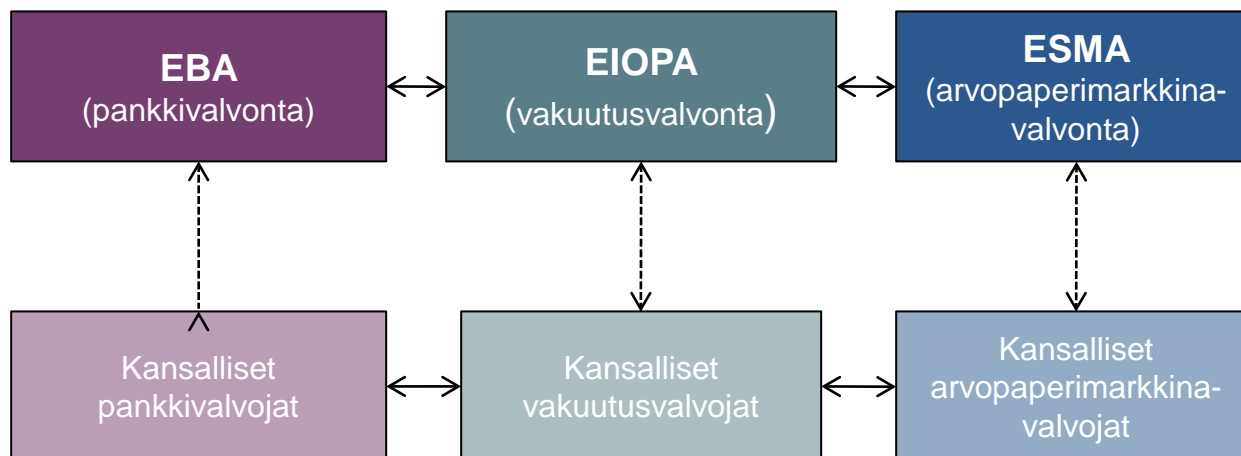 EBA
(pankkivalvonta)
EIOPA
(vakuutusvalvonta)
ESMA
(arvopaperimarkkina-
valvonta)
Kansalliset
pankkivalvojat
Kansalliset
vakuutusvalvojat
Kansalliset
arvopaperimarkkina-
valvojat